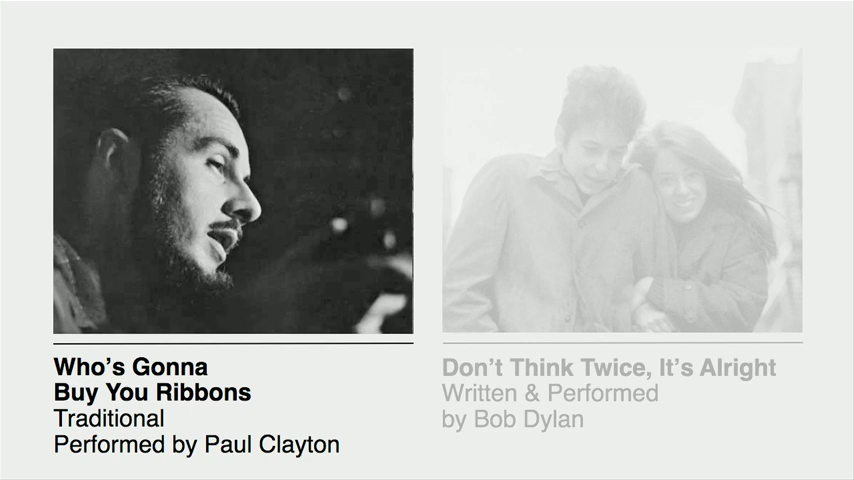 Who's Gonna
Buy You Ribbons
Traditional
Performed by Paul Clayton
Don't Think Twice, It's Alright
Written & Performed
by Bob Dylan